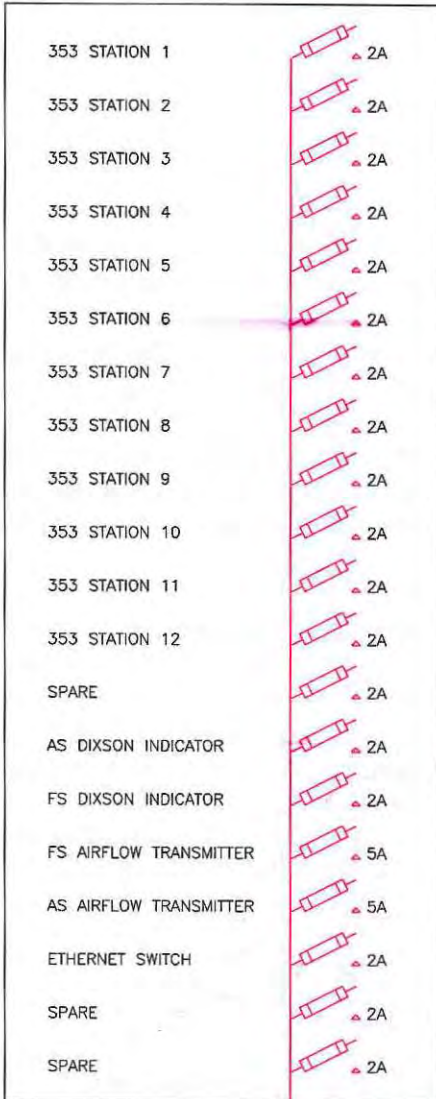 353 STATION 1 2A
353 STATION 2 2A
353 STATION 3 2A
353 STATION 4 2A
353 STATION 5 2A
353 STATION 6 2A
353 STATION 7 2A
353 STATION 8 2A
353 STATION 9 2A
353 STATION 10 2A
353 STATION 11 2A
353 STATION 12 2A
SPARE 2A
AS DIXSON INDICATOR 2A
FS DIXSON INDICATOR 2A
FS AIRFLOW TRANSMITTER 5A
AS AIRFLOW TRANSMITTER 5A
ETHERNET SWITCH 2A
SPARE 2A
SPARE 2A